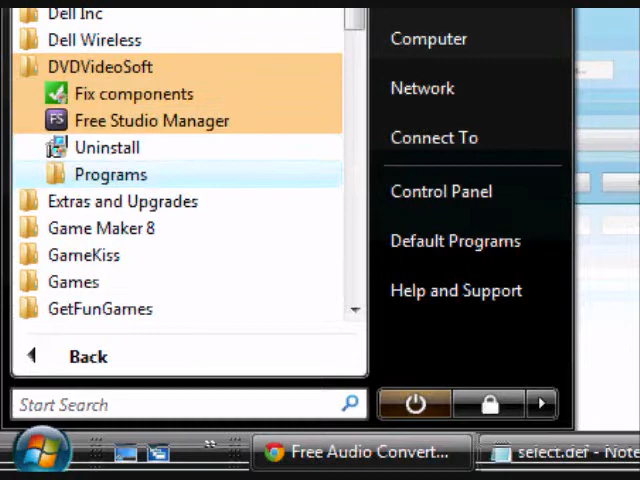 Dell Inc
Dell Wireless
DVDVideoSoft
Fix components
FS Free Studio Manager
Uninstall
Programs
Extras and Upgrades
Game Maker 8
GameKiss
Games
GetFunGames
Back
Start Search
Computer
Network
Connect To
Control Panel
Default Programs
Help and Support
Free Audio Convert...
select.def - Note